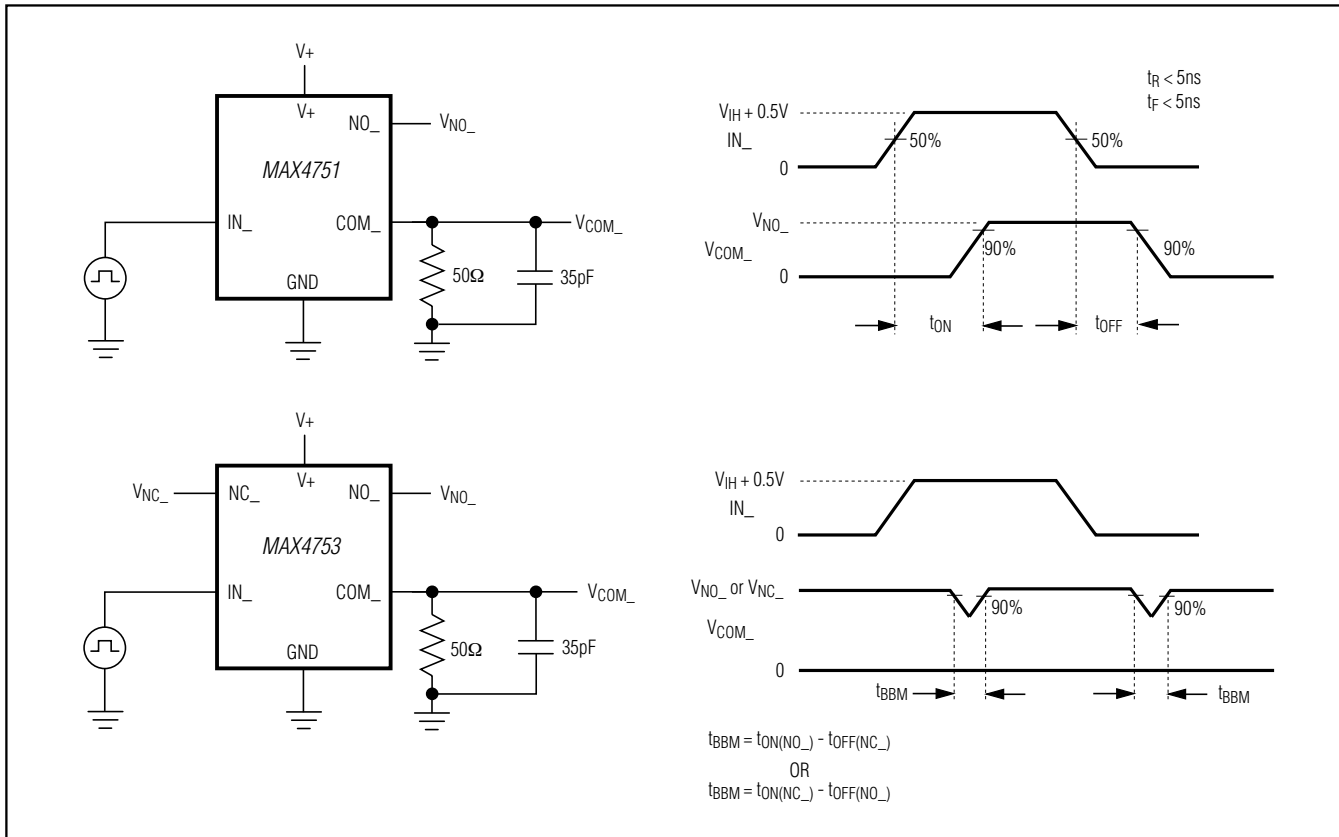 V+
V+
NO_
V_NO_
MAX4751
IN_
COM_
V_COM_
50Ω
35pF
GND
t_R < 5ns
t_F < 5ns
V_IH + 0.5V
IN_
50%
50%
0
V_NO_
V_COM_
90%
90%
0
t_ON
t_OFF
V+
V_NC_
NC_
V+
NO_
V_NO_
MAX4753
IN_
COM_
V_COM_
50Ω
35pF
GND
V_IH + 0.5V
IN_
0
V_NO_ or V_NC_
90%
90%
V_COM_
0
t_BBM
t_BBM
t_BBM = t_ON(NO_) - t_OFF(NC_)
OR
t_BBM = t_ON(NC_) - t_OFF(NO_)